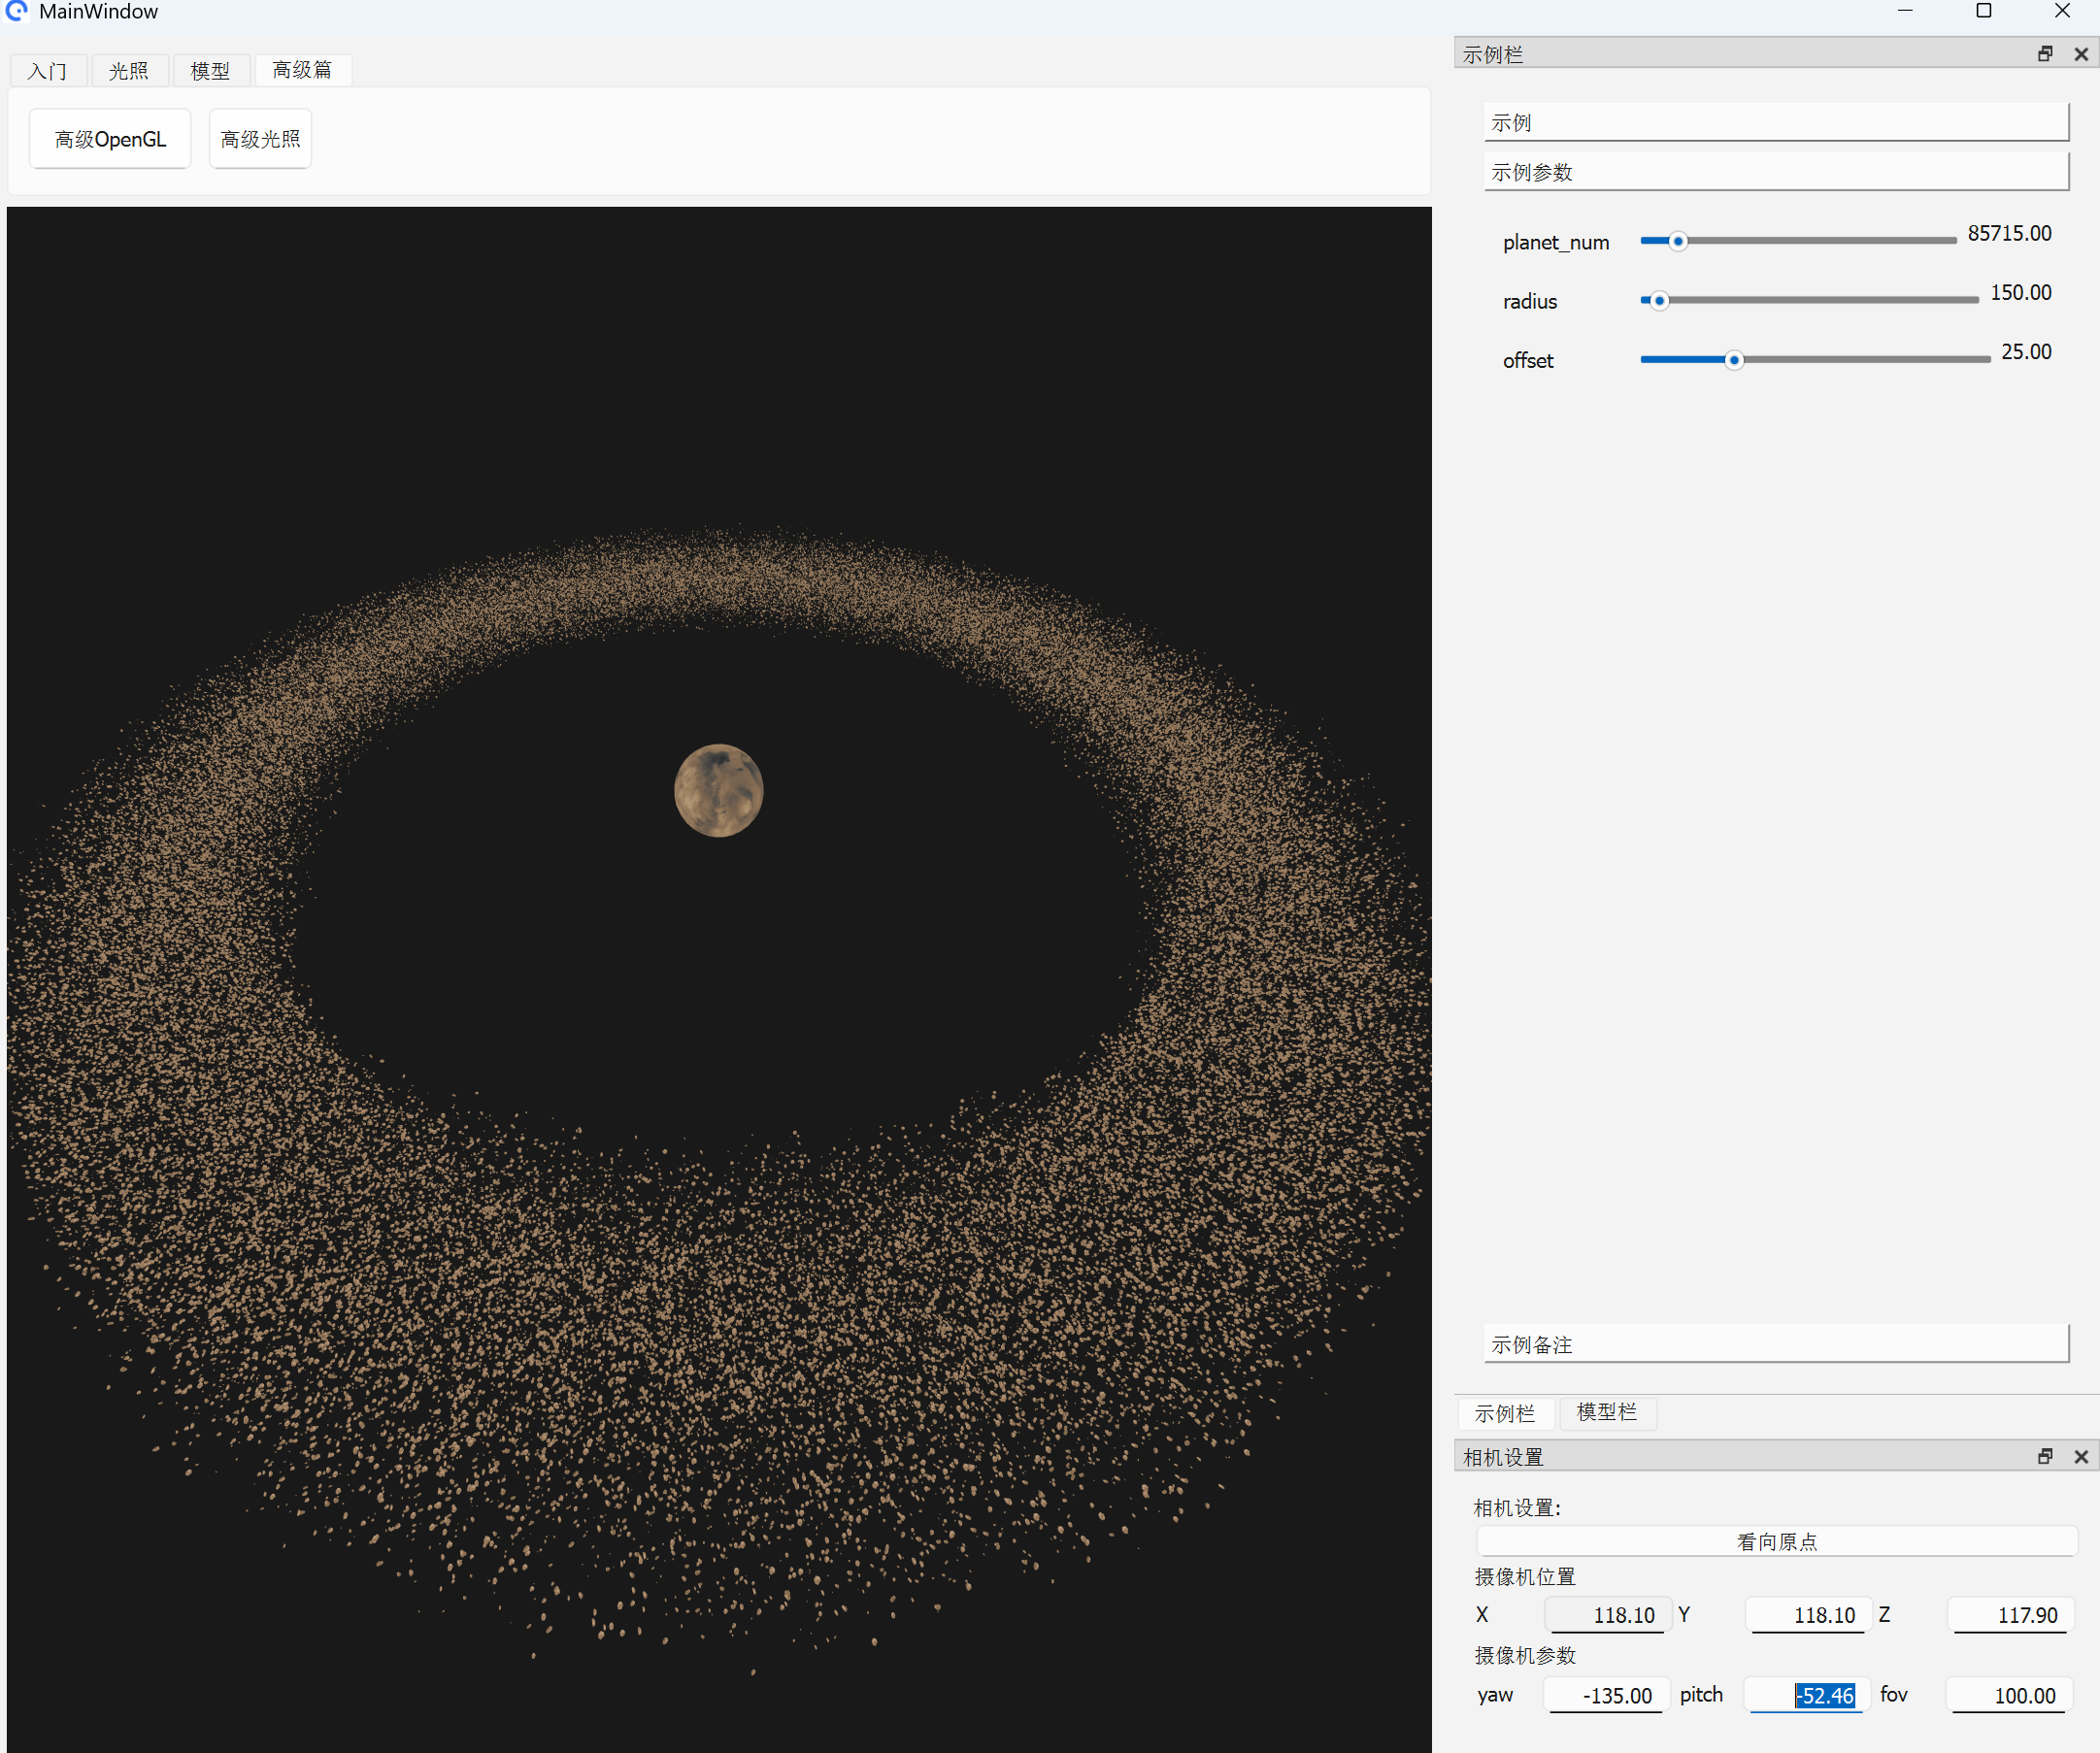 MainWindow
入门 光照 模型 高级篇
高级OpenGL 高级光照
示例栏
示例
示例参数
planet_num 85715.00
radius 150.00
offset 25.00
示例备注
示例栏 模型栏
相机设置
相机设置:
看向原点
摄像机位置
X 118.10 Y 118.10 Z 117.90
摄像机参数
yaw -135.00 pitch -52.46 fov 100.00